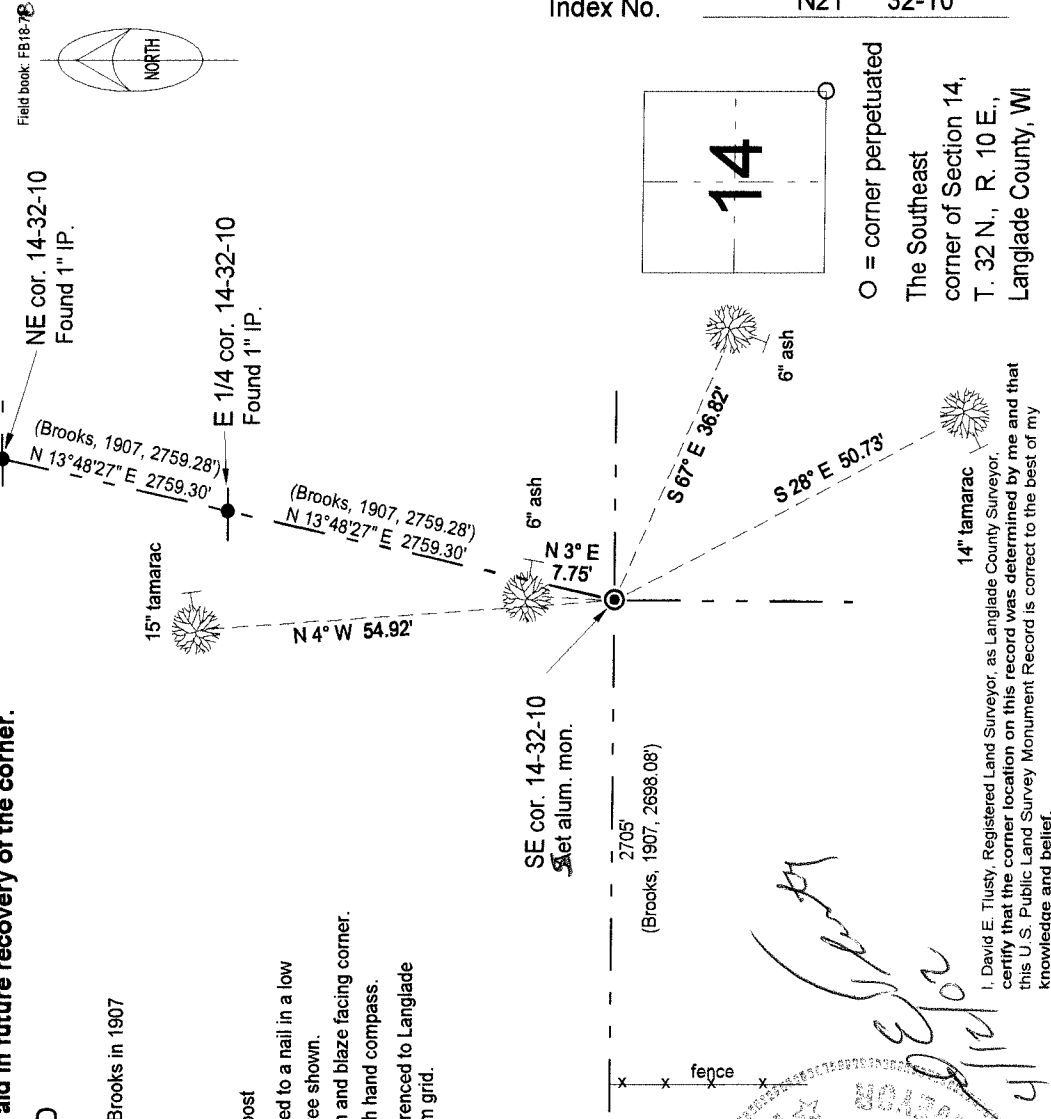 Index No. N21 32-10
Field book: FB18-78
NORTH
NE cor. 14-32-10
Found 1" IP.
E 1/4 cor. 14-32-10
Found 1" IP.
(Brooks, 1907, 2759.28')
N 13°48'27" E 2759.30'
(Brooks, 1907, 2759.28')
N 13°48'27" E 2759.30'
15" tamarac
N 4° W 54.92'
6" ash
N 3° E
7.75'
S 67° E 36.82'
6" ash
S 28° E 50.73'
14" tamarac
14
O = corner perpetuated
The Southeast
corner of Section 14,
T. 32 N., R. 10 E.,
Langlade County, WI
SE cor. 14-32-10
Set alum. mon.
2705'
(Brooks, 1907, 2698.08')
fence
aid in future recovery of the corner.
Brooks in 1907
post
ed to a nail in a low
ee shown.
and blaze facing corner.
h hand compass.
renced to Langlade
grid.
I, David E. Tlusty, Registered Land Surveyor, as Langlade County Surveyor,
certify that the corner location on this record was determined by me and that
this U.S. Public Land Survey Monument Record is correct to the best of my
knowledge and belief.